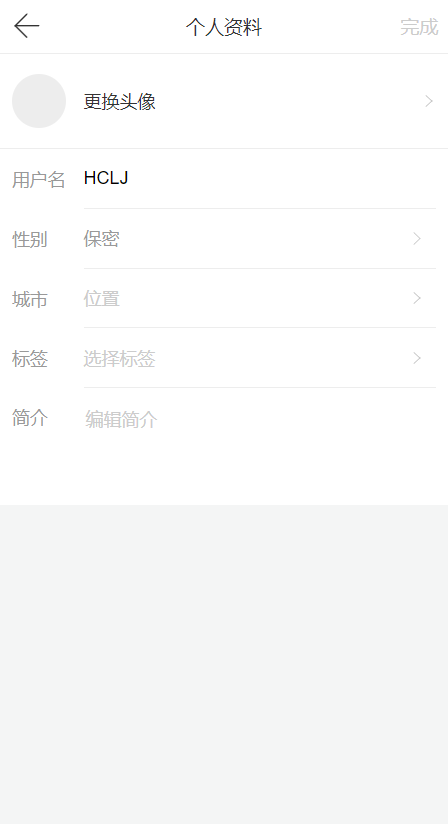 个人资料 完成
更换头像
用户名 HCLJ
性别 保密
城市 位置
标签 选择标签
简介 编辑简介